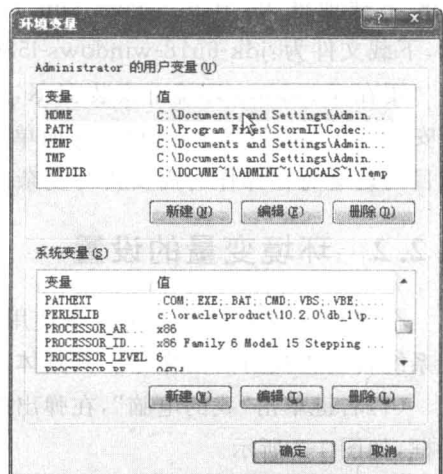 环境变量
Administrator 的用户变量(U)
变量 值
HOME C:\Documents and Settings\Admin...
PATH D:\Program Files\StormII\Codec;...
TEMP C:\Documents and Settings\Admin...
TMP C:\Documents and Settings\Admin...
TMPDIR C:\DOCUME~1\ADMINI~1\LOCALS~1\Temp
新建(N) 编辑(E) 删除(D)
系统变量(S)
变量 值
PATHEXT .COM;.EXE;.BAT;.CMD;.VBS;.VBE;...
PERL5LIB c:\oracle\product\10.2.0\db_1\p...
PROCESSOR_AR... x86
PROCESSOR_ID... x86 Family 6 Model 15 Stepping ...
PROCESSOR_LEVEL 6
新建(W) 编辑(I) 删除(L)
确定 取消